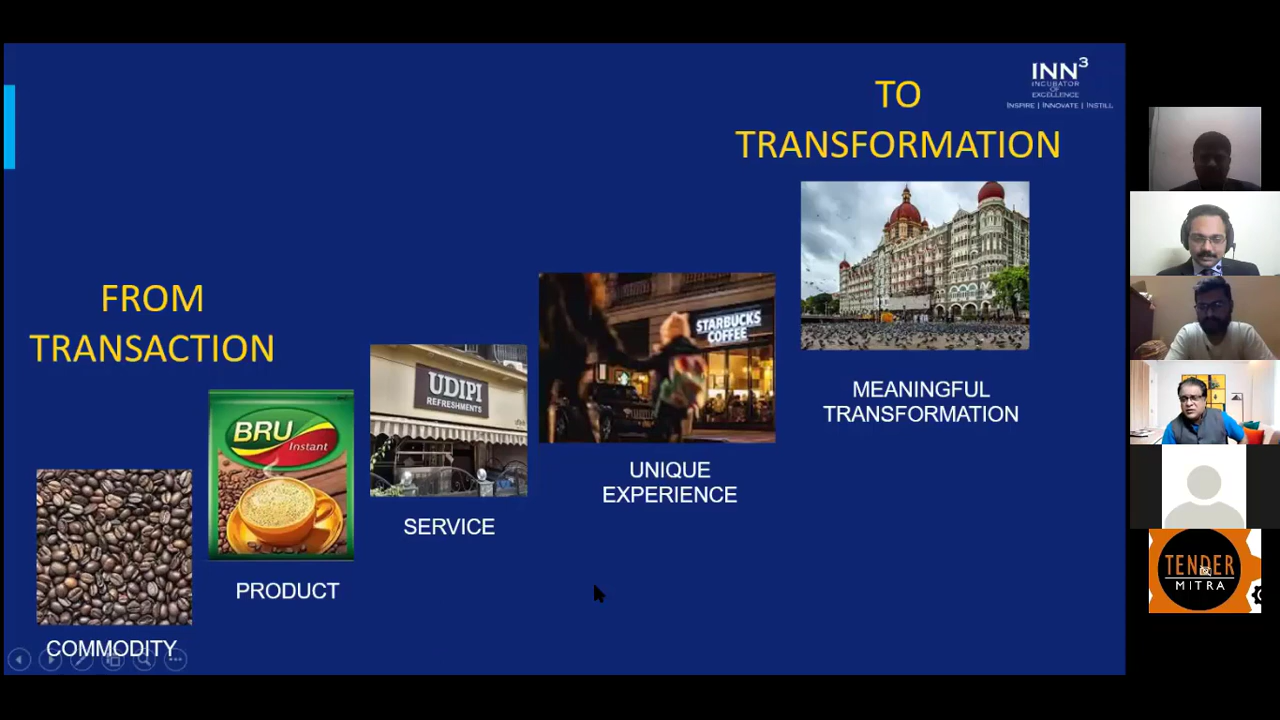 INN³
INCUBATOR
OF
EXCELLENCE
INSPIRE | INNOVATE | INSTILL
TO
TRANSFORMATION
FROM
TRANSACTION
MEANINGFUL
TRANSFORMATION
STARBUCKS
COFFEE
UNIQUE
EXPERIENCE
UDIPI
REFRESHMENTS
SERVICE
BRU
Instant
PRODUCT
COMMODITY
TENDER
MITRA